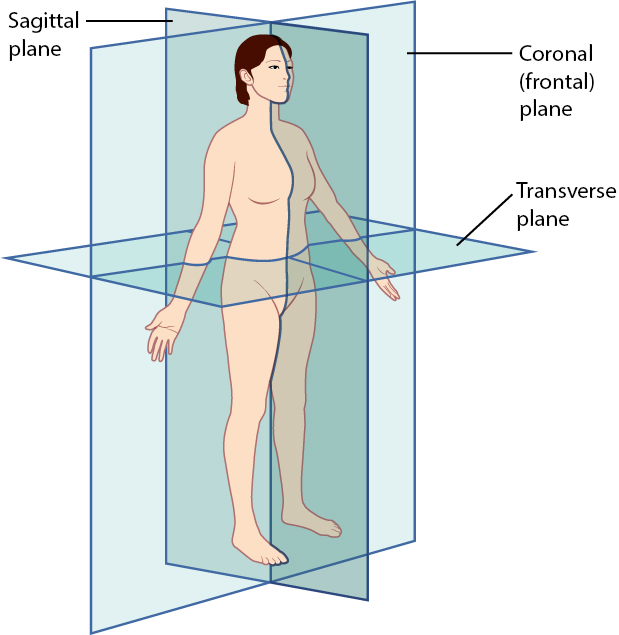 Sagittal
plane
Coronal
(frontal)
plane
Transverse
plane